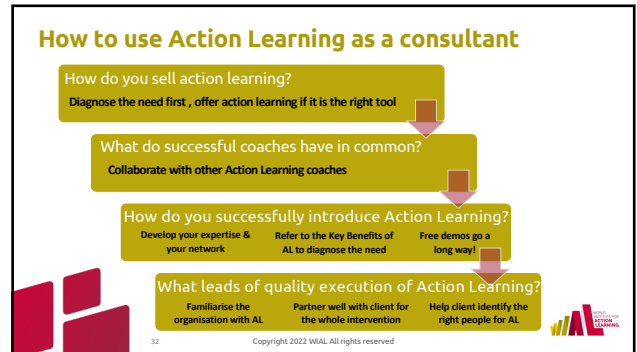 How to use Action Learning as a consultant
How do you sell action learning?
Diagnose the need first , offer action learning if it is the right tool
What do successful coaches have in common?
Collaborate with other Action Learning coaches
How do you successfully introduce Action Learning?
Develop your expertise &
your network
Refer to the Key Benefits of
AL to diagnose the need
Free demos go a
long way!
What leads of quality execution of Action Learning?
Familiarise the
organisation with AL
Partner well with client for
the whole intervention
Help client identify the
right people for AL
32
Copyright 2022 WIAL All rights reserved
WORLD
INSTITUTE FOR
ACTION
LEARNING